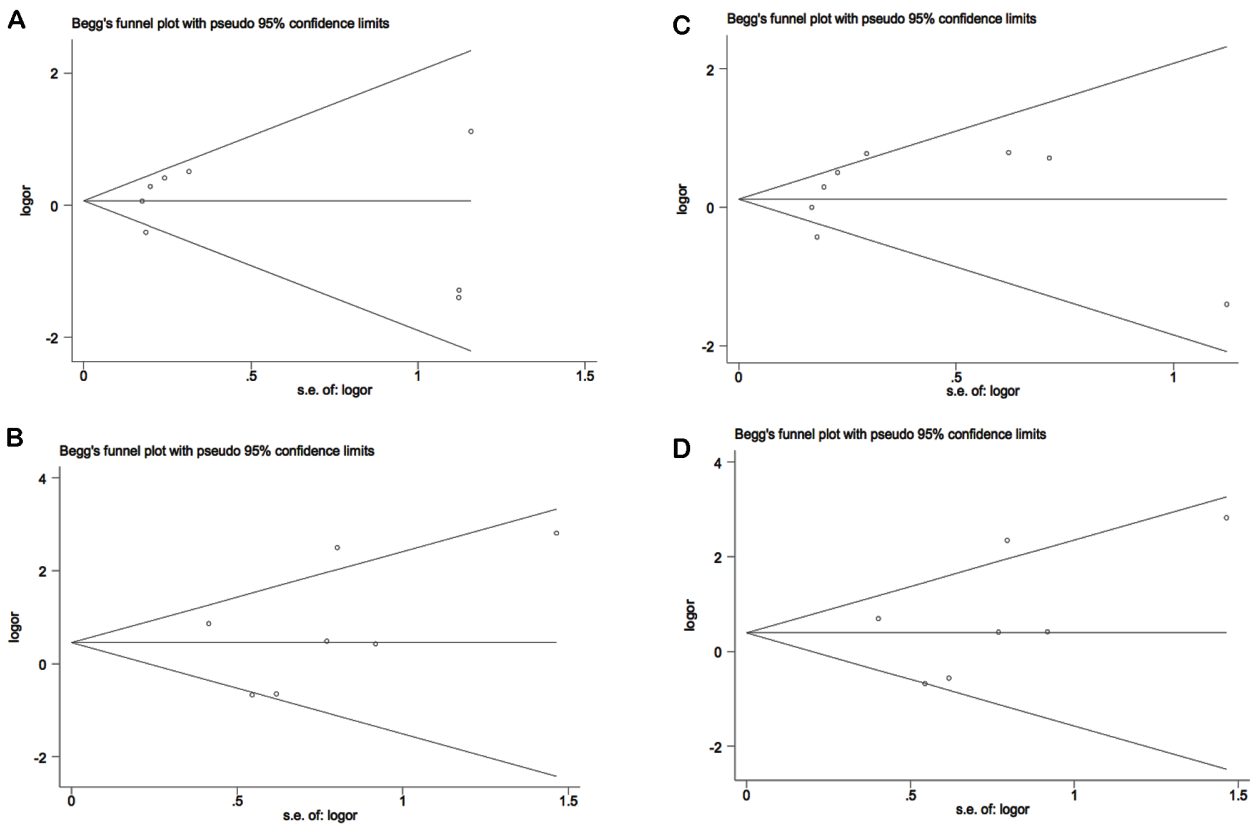 A
Begg's funnel plot with pseudo 95% confidence limits
2
0
-2
logor
0 .5 1 1.5
s.e. of: logor
B
Begg's funnel plot with pseudo 95% confidence limits
4
2
0
-2
logor
0 .5 1 1.5
s.e. of: logor
C
Begg's funnel plot with pseudo 95% confidence limits
2
0
-2
logor
0 .5 1
s.e. of: logor
D
Begg's funnel plot with pseudo 95% confidence limits
4
2
0
-2
logor
0 .5 1 1.5
s.e. of: logor